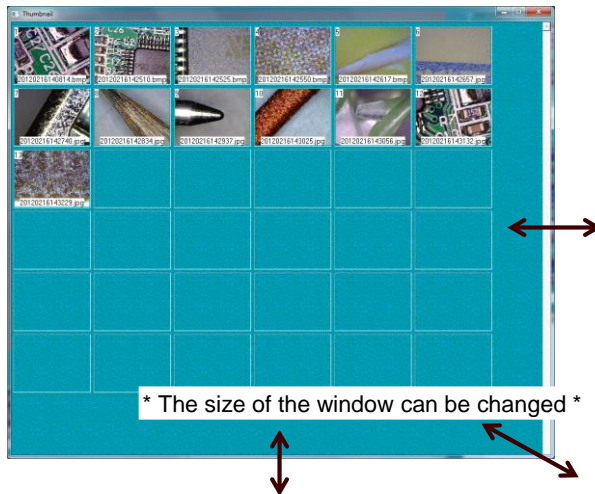 Thumbnail
1 2 3 4 5 6
20120216140814.bmp 20120216142510.bmp 20120216142525.bmp 20120216142550.bmp 20120216142617.bmp 20120216142657.jpg
7 8 9 10 11 12
20120216142740.jpg 20120216142834.jpg 20120216142937.jpg 20120216143025.jpg 20120216143056.jpg 20120216143132.jpg
13
20120216143229.jpg
* The size of the window can be changed *